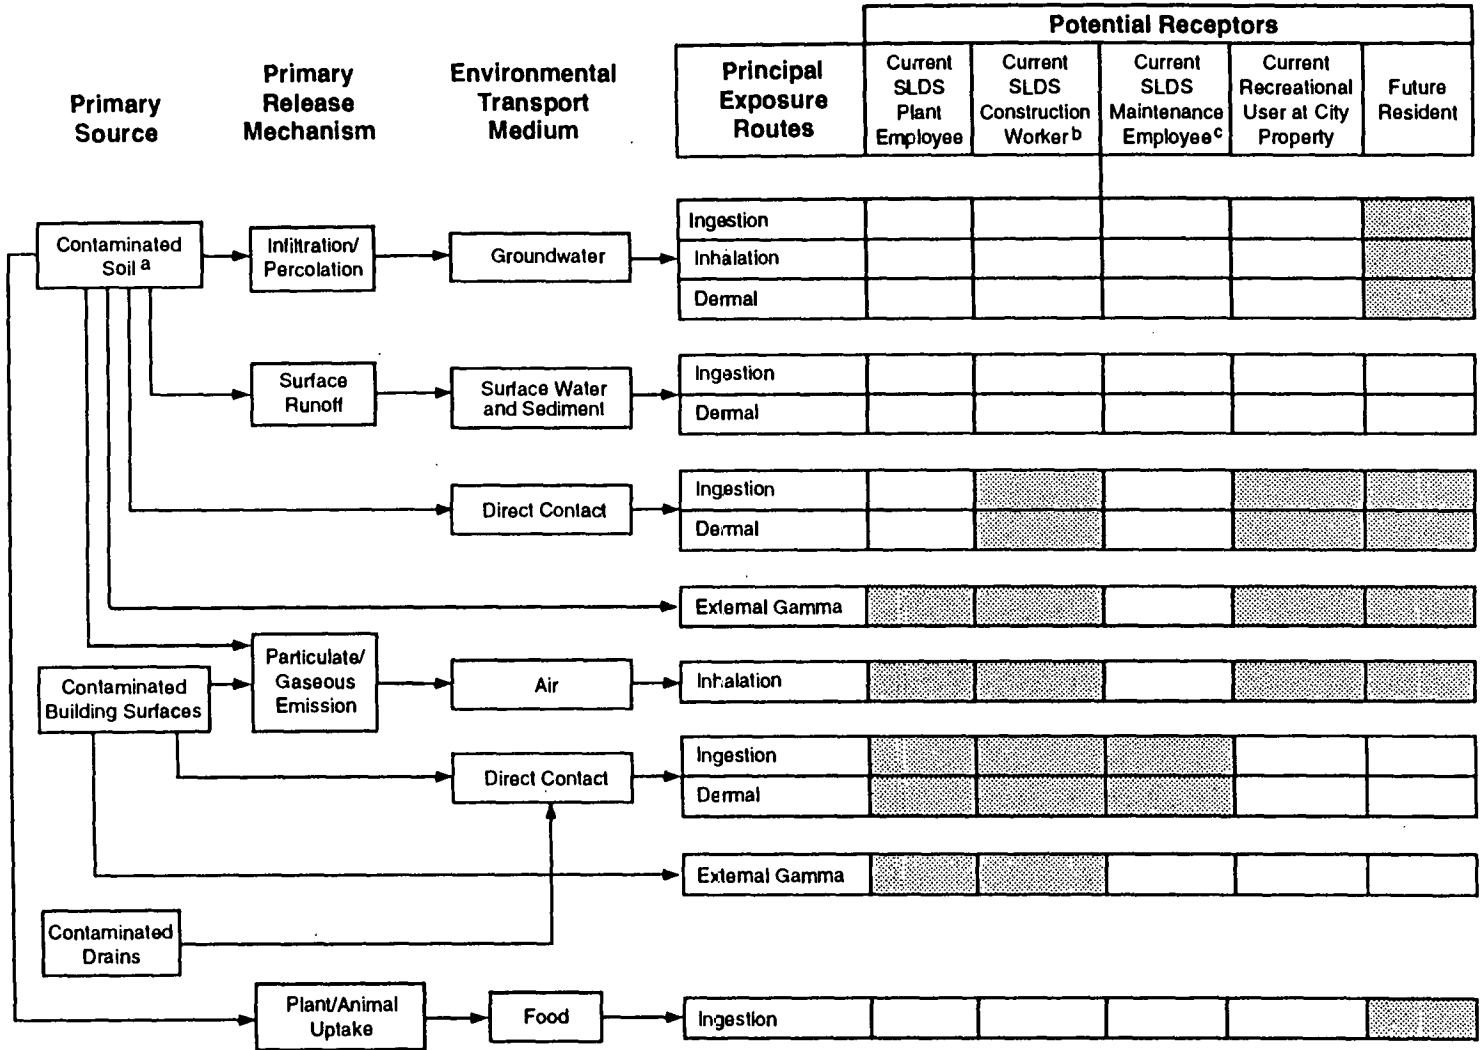 Potential Receptors
Primary
Source
Primary
Release
Mechanism
Environmental
Transport
Medium
Principal
Exposure
Routes
Current
SLDS
Plant
Employee
Current
SLDS
Construction
Worker b
Current
SLDS
Maintenance
Employee c
Current
Recreational
User at City
Property
Future
Resident
Contaminated
Soil a
Infiltration/
Percolation
Groundwater
Ingestion
Inhalation
Dermal
Surface
Runoff
Surface Water
and Sediment
Ingestion
Dermal
Direct Contact
Ingestion
Dermal
External Gamma
Contaminated
Building Surfaces
Particulate/
Gaseous
Emission
Air
Inhalation
Direct Contact
Ingestion
Dermal
External Gamma
Contaminated
Drains
Plant/Animal
Uptake
Food
Ingestion